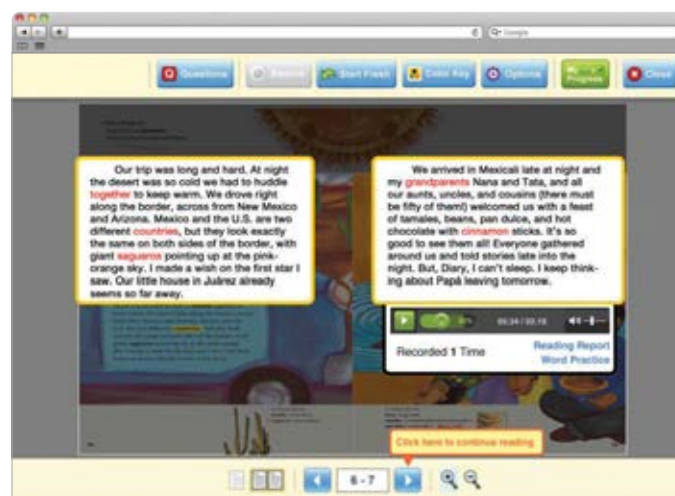 Google
Questions
Start Fresh
Color Key
Options
My Progress
Close
Our trip was long and hard. At night
the desert was so cold we had to huddle
together to keep warm. We drove right
along the border, across from New Mexico
and Arizona. Mexico and the U.S. are two
different countries, but they look exactly
the same on both sides of the border, with
giant saguaros pointing up at the pink-
orange sky. I made a wish on the first star I
saw. Our little house in Juárez already
seems so far away.
We arrived in Mexicali late at night and
my grandparents Nana and Tata, and all
our aunts, uncles, and cousins (there must
be fifty of them!) welcomed us with a feast
of tamales, beans, pan dulce, and hot
chocolate with cinnamon sticks. It's so
good to see them all! Everyone gathered
around us and told stories late into the
night. But, Diary, I can't sleep. I keep think-
ing about Papá leaving tomorrow.
Recorded 1 Time
Reading Report
Word Practice
Click here to continue reading
6 - 7